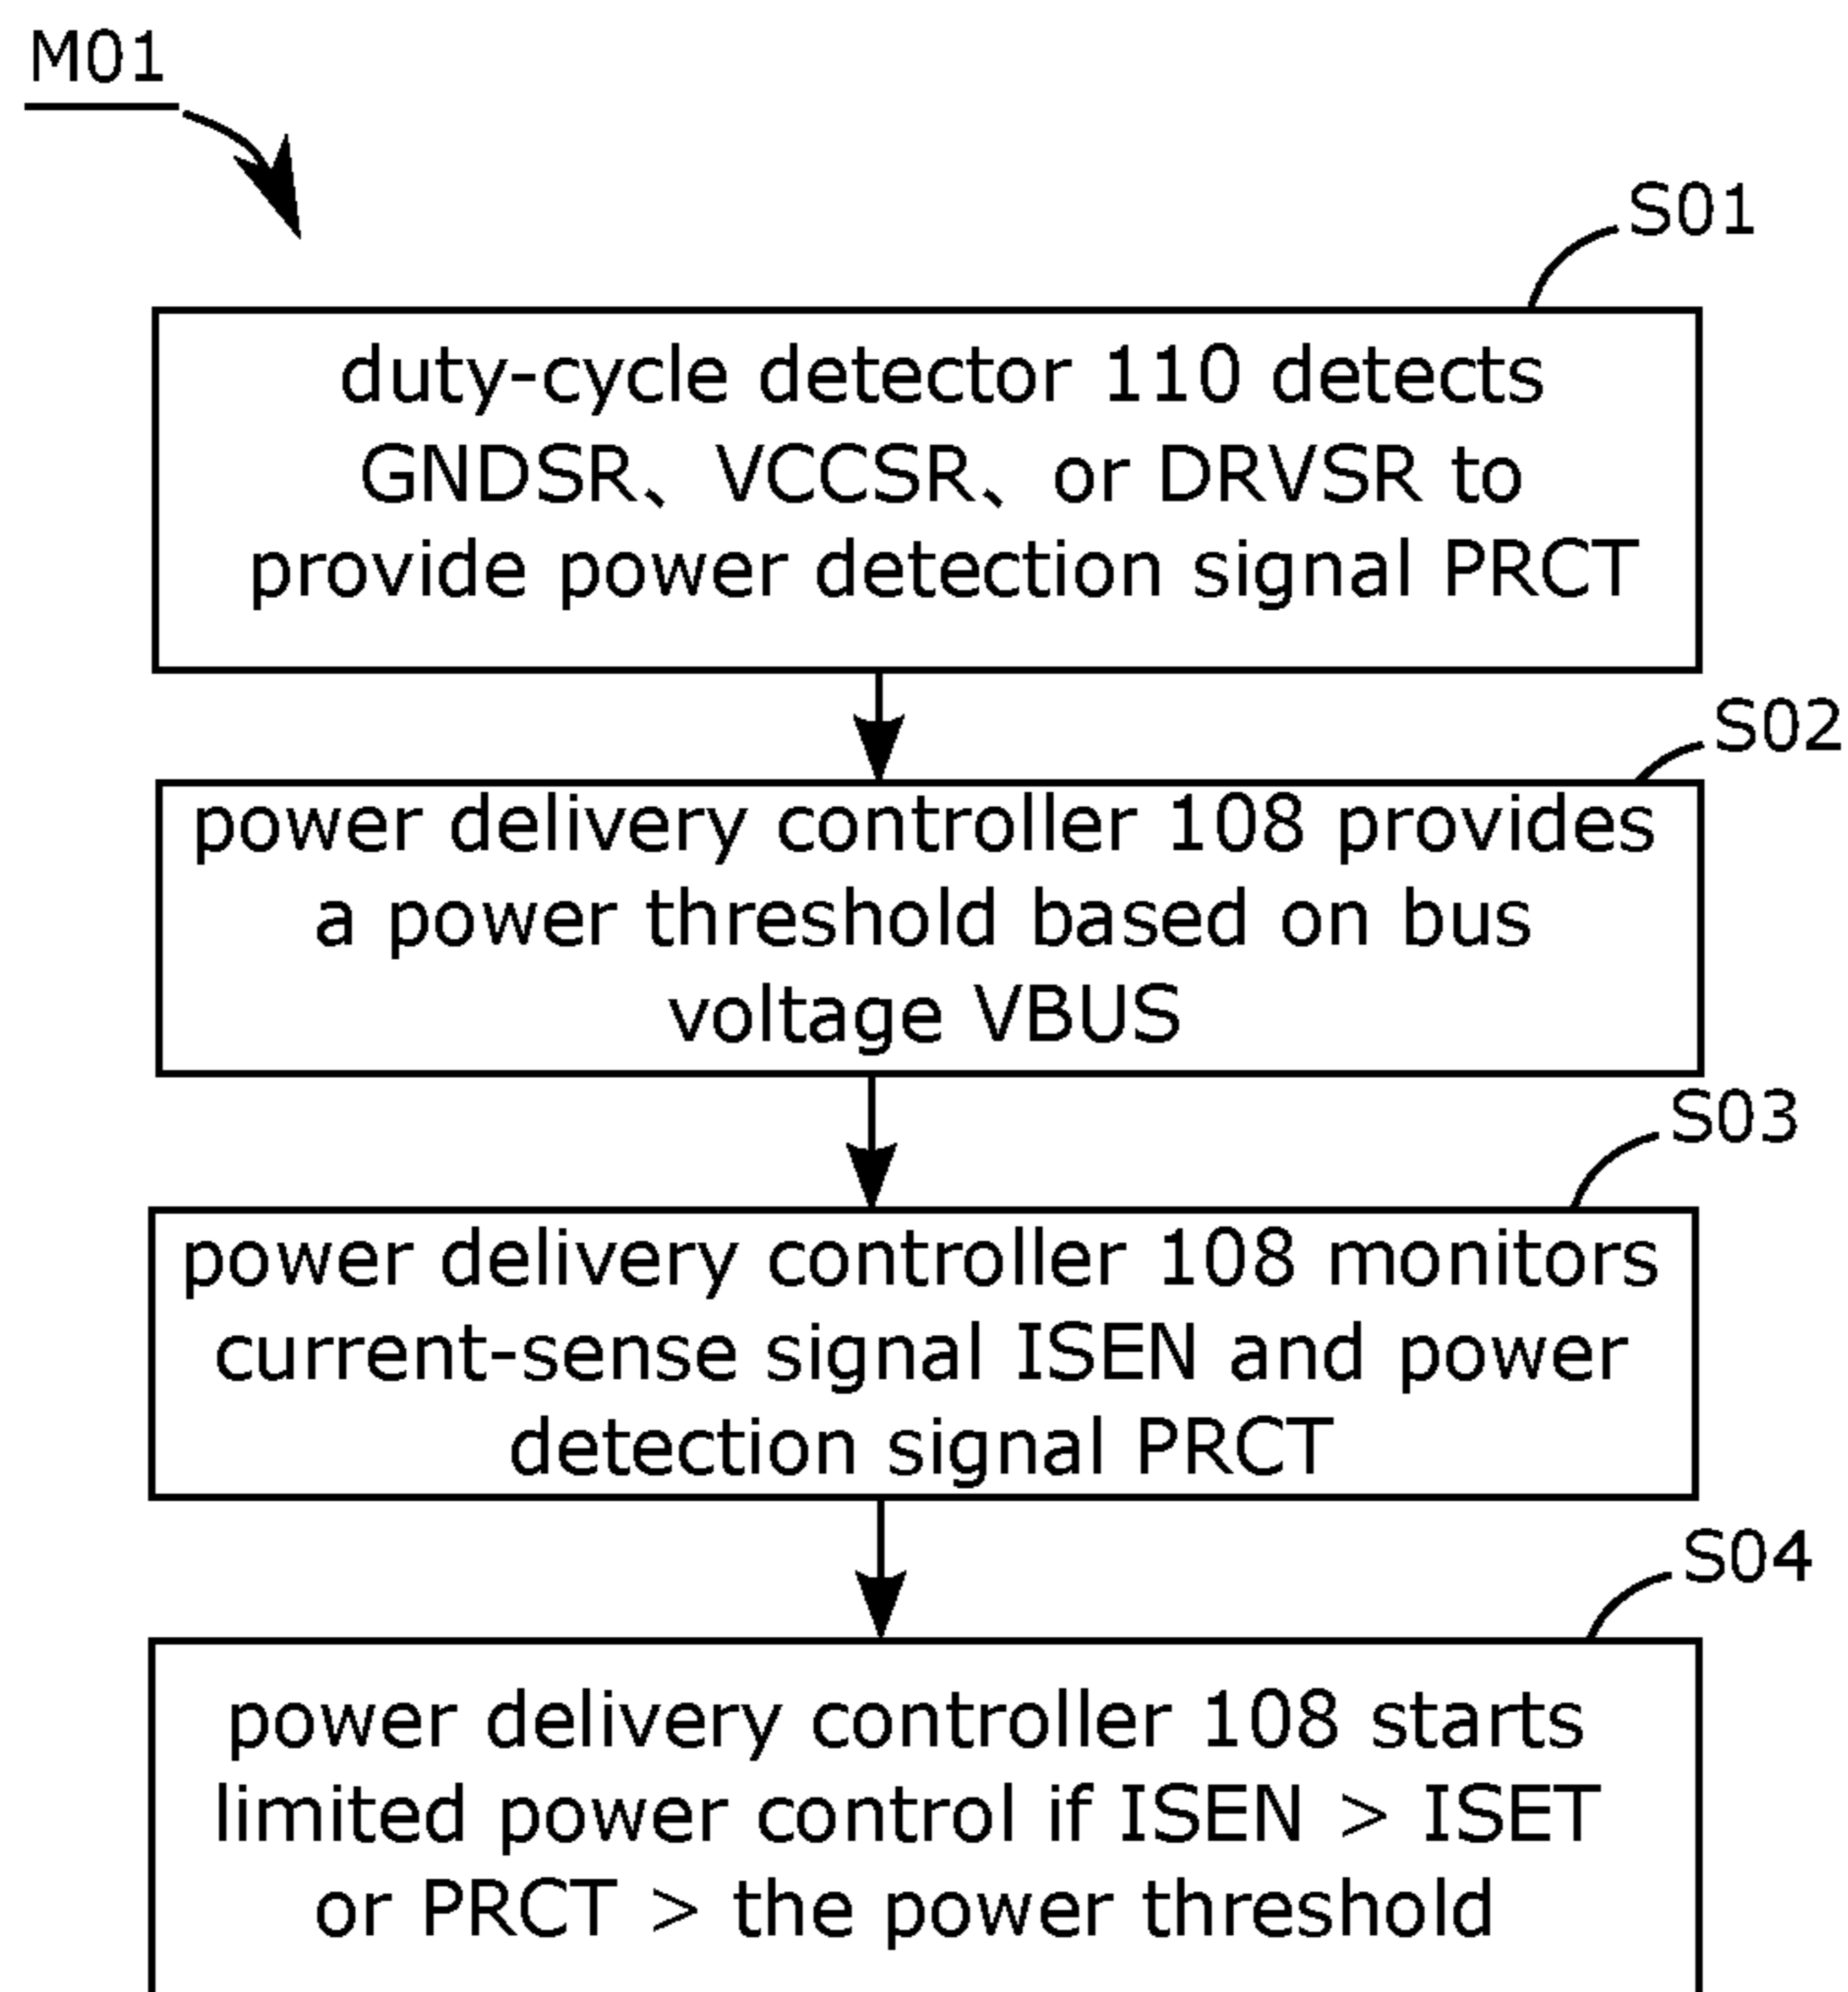 M01
S01
duty-cycle detector 110 detects
GNDSR、VCCSR、or DRVSR to
provide power detection signal PRCT
S02
power delivery controller 108 provides
a power threshold based on bus
voltage VBUS
S03
power delivery controller 108 monitors
current-sense signal ISEN and power
detection signal PRCT
S04
power delivery controller 108 starts
limited power control if ISEN > ISET
or PRCT > the power threshold